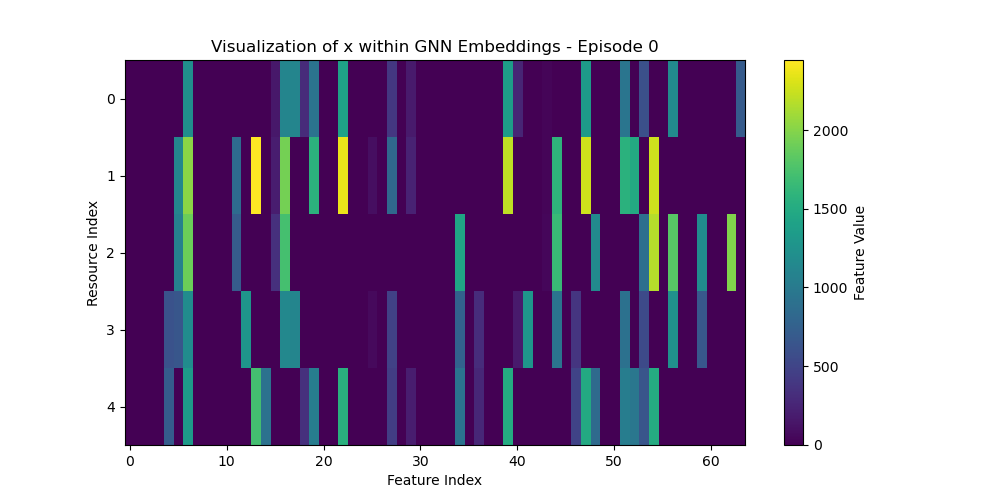 Visualization of x within GNN Embeddings - Episode 0
Resource Index
0
1
2
3
4
0 10 20 30 40 50 60
Feature Index
2000
1500
1000
500
0
Feature Value